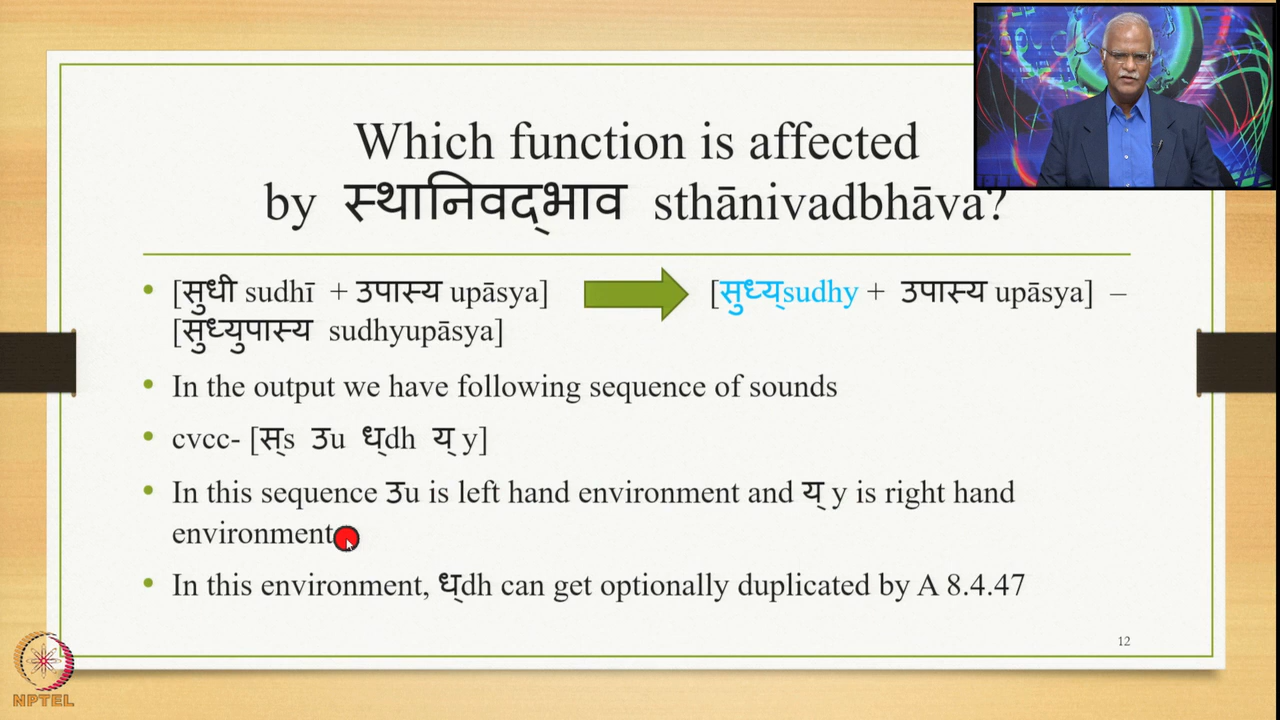 Which function is affected
by स्थानिवद्भाव sthānivadbhāva?
• [सुधी sudhī + उपास्य upāsya] [सुध्य्sudhy + उपास्य upāsya] –
[सुध्युपास्य sudhyupāsya]
• In the output we have following sequence of sounds
• cvcc- [स्s उu ध्dh य् y]
• In this sequence उu is left hand environment and य् y is right hand
environment
• In this environment, ध्dh can get optionally duplicated by A 8.4.47
12
NPTEL